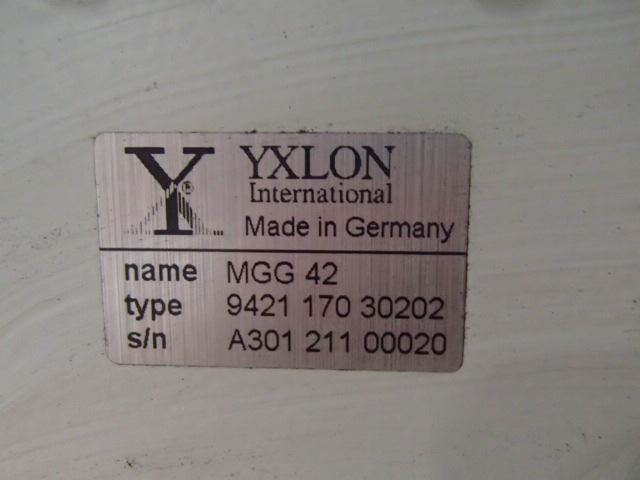 Y® YXLON
International
Made in Germany
name MGG 42
type 9421 170 30202
s/n A301 211 00020